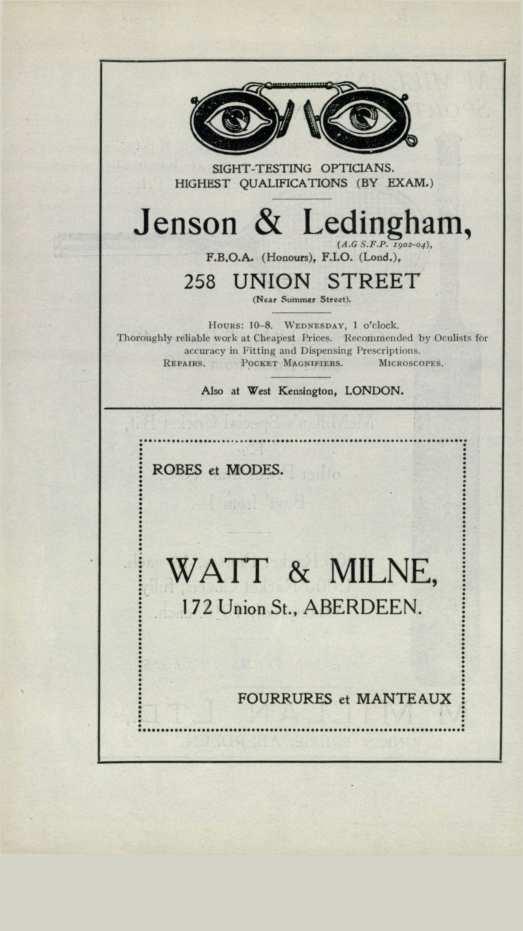 SIGHT-TESTING OPTICIANS.
HIGHEST QUALIFICATIONS (BY EXAM.)
Jenson & Ledingham,
(A.G S.F.P. 1902-04),
F.B.O.A. (Honours), F.I.O. (Lond.),
258 UNION STREET
(Near Summer Street).
HOURS: 10–8. WEDNESDAY, 1 o'clock.
Thoroughly reliable work at Cheapest Prices. Recommended by Oculists for
accuracy in Fitting and Dispensing Prescriptions.
REPAIRS. POCKET MAGNIFIERS. MICROSCOPES.
Also at West Kensington, LONDON.
ROBES et MODES.
WATT & MILNE,
172 Union St., ABERDEEN.
FOURRURES et MANTEAUX